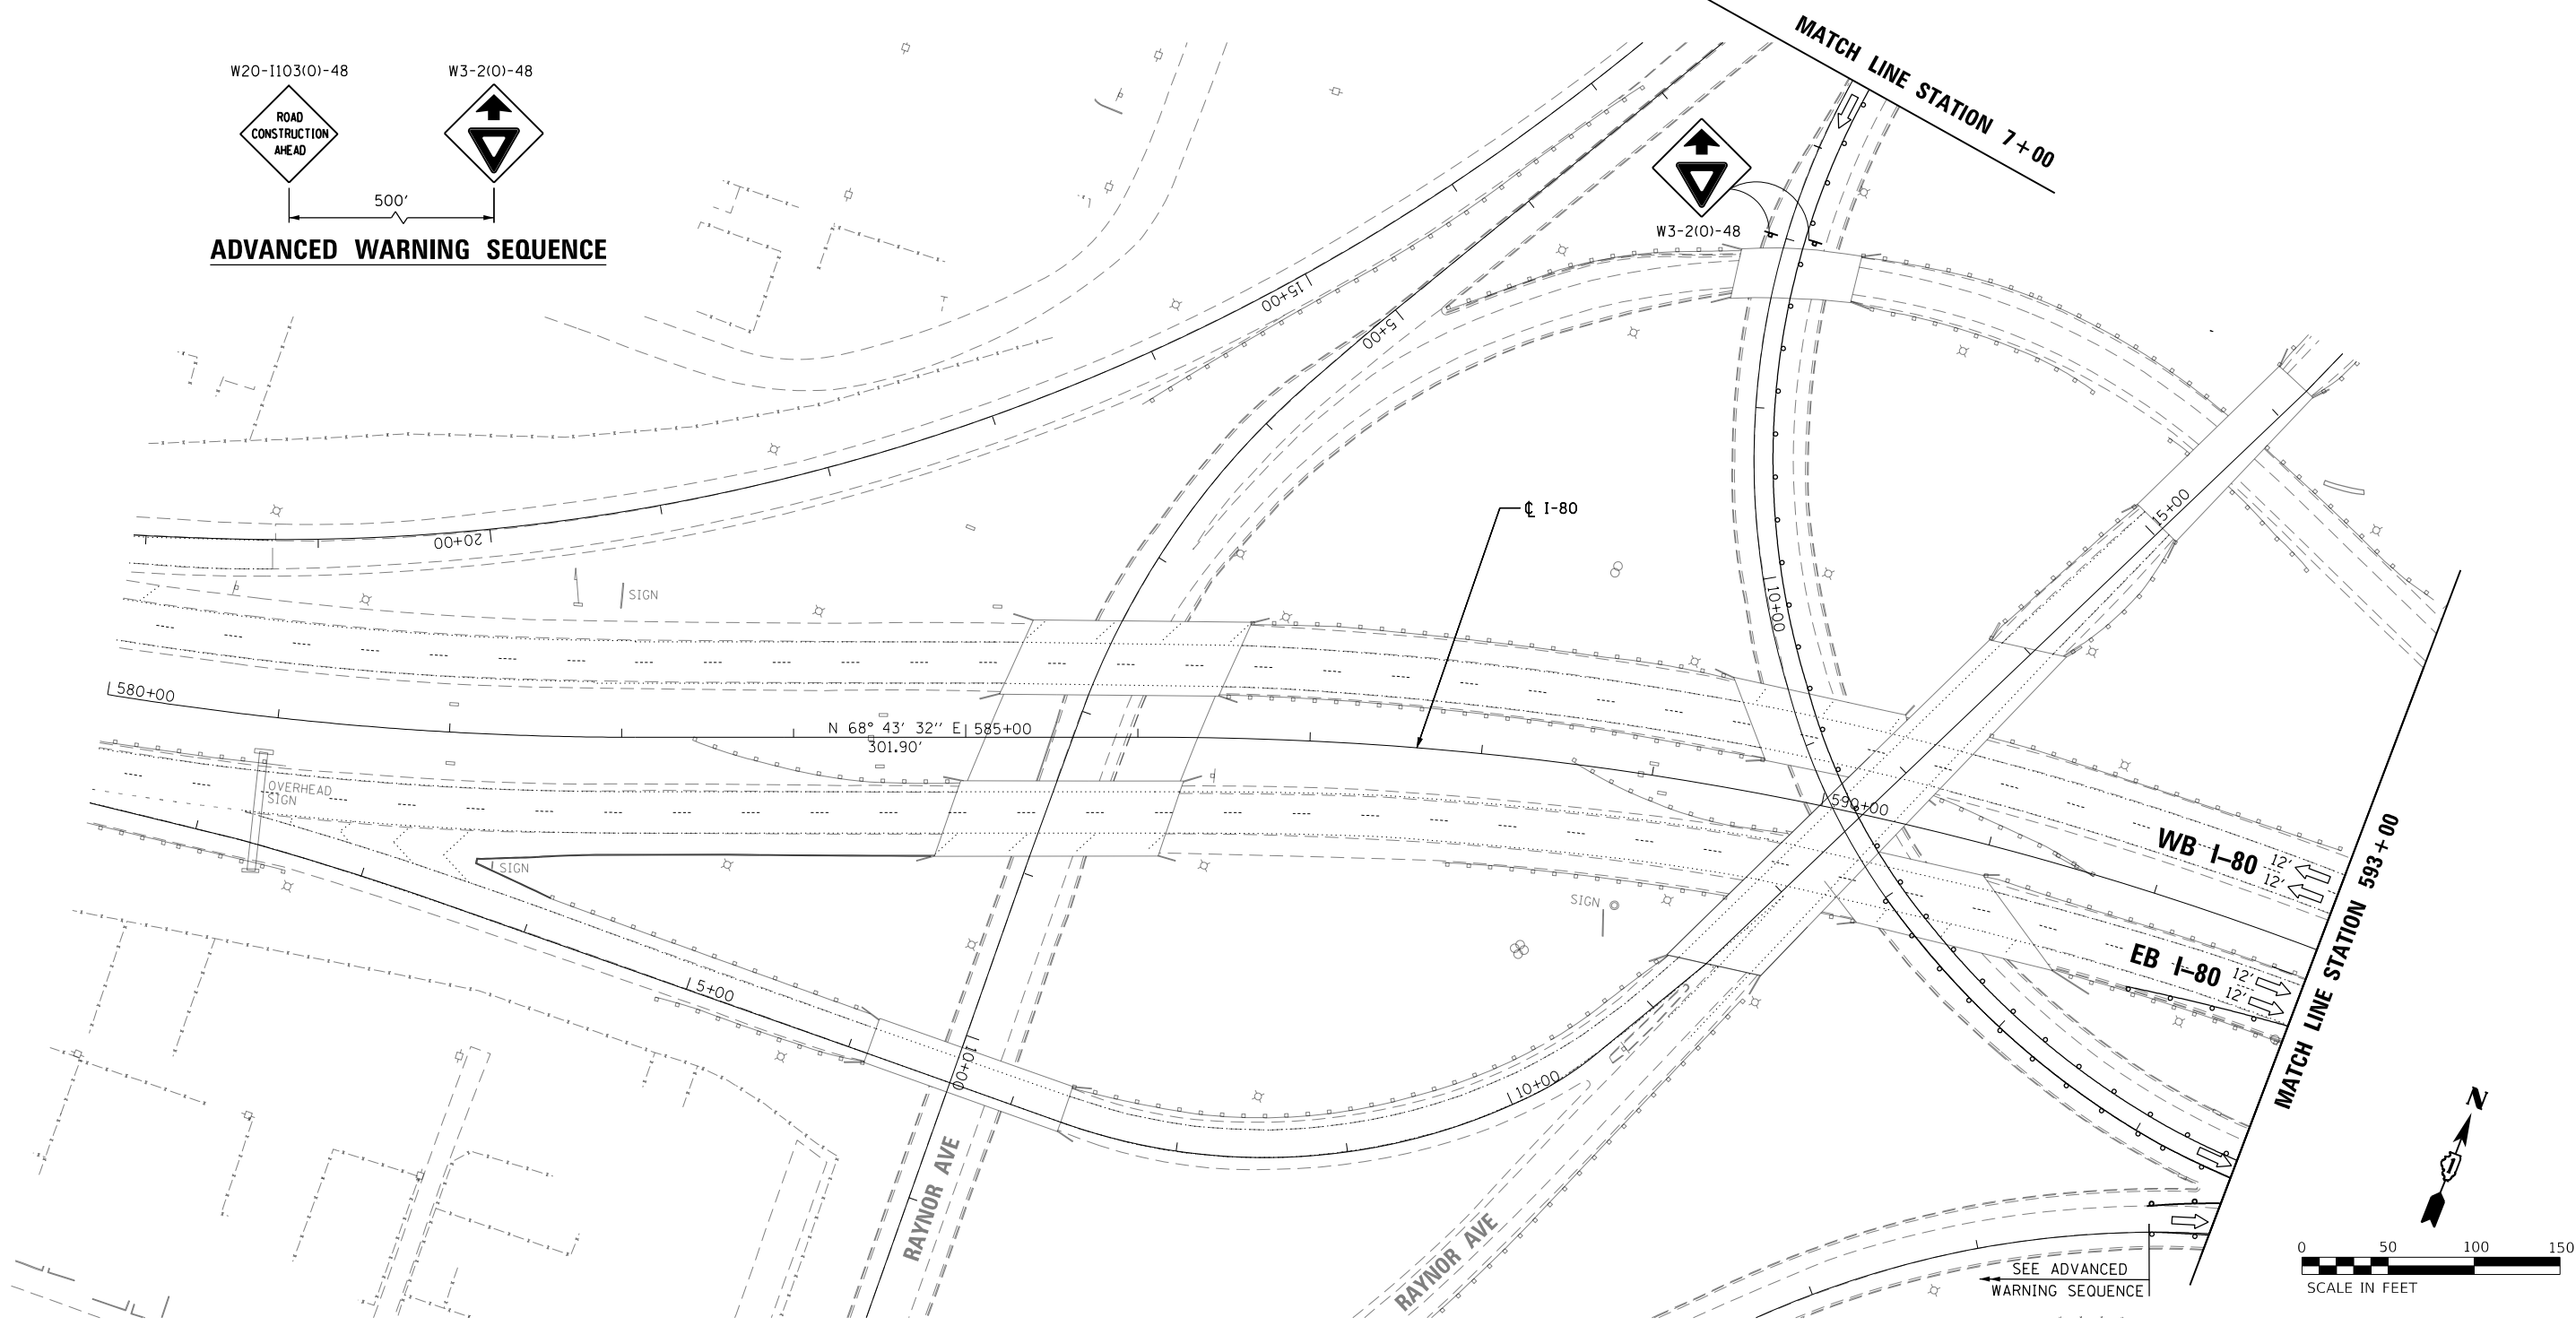 W20-I103(O)-48
W3-2(O)-48
ROAD
CONSTRUCTION
AHEAD
500'
ADVANCED WARNING SEQUENCE
MATCH LINE STATION 7+00
W3-2(O)-48
15+00
5+00
20+00
15+00
℄ I-80
10+00
SIGN
580+00
N 68° 43' 32'' E
585+00
301.90'
590+00
OVERHEAD
SIGN
SIGN
SIGN
WB I-80
12'
12'
EB I-80
12'
12'
MATCH LINE STATION 593+00
5+00
10+00
10+00
RAYNOR AVE
RAYNOR AVE
N
1
SEE ADVANCED
WARNING SEQUENCE
0 50 100 150
SCALE IN FEET